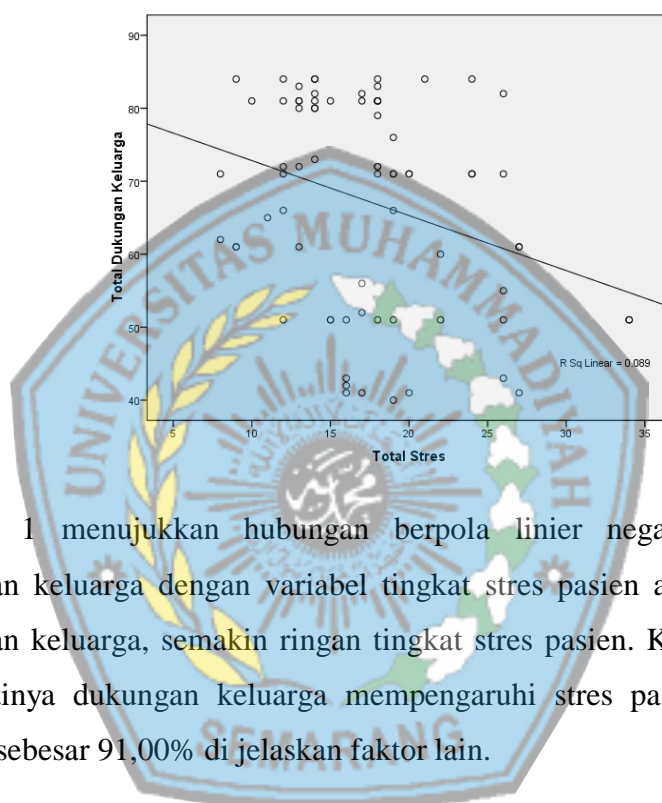 90
80
70
60
50
40
Total Dukungan Keluarga
R Sq Linear = 0.089
5 10 15 20 25 30 35
Total Stres
UNIVERSITAS MUHAMMADIYAH
SEMARANG
1 menujukkan hubungan berpola linier nega
an keluarga dengan variabel tingkat stres pasien a
an keluarga, semakin ringan tingkat stres pasien. K
tinya dukungan keluarga mempengaruhi stres pa
sebesar 91,00% di jelaskan faktor lain.